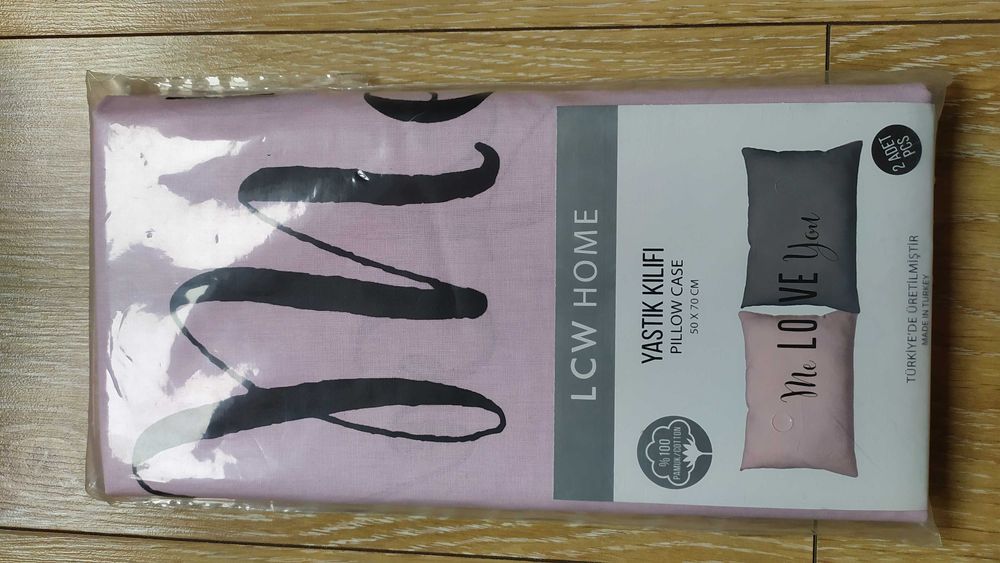 Me
LCW HOME
YASTIK KILIFI
PILLOW CASE
50 X 70 CM
%100
PAMUK/COTTON
Me LOVE You
2 ADET
PCS
TÜRKİYE'DE ÜRETİLMİŞTİR
MADE IN TURKEY